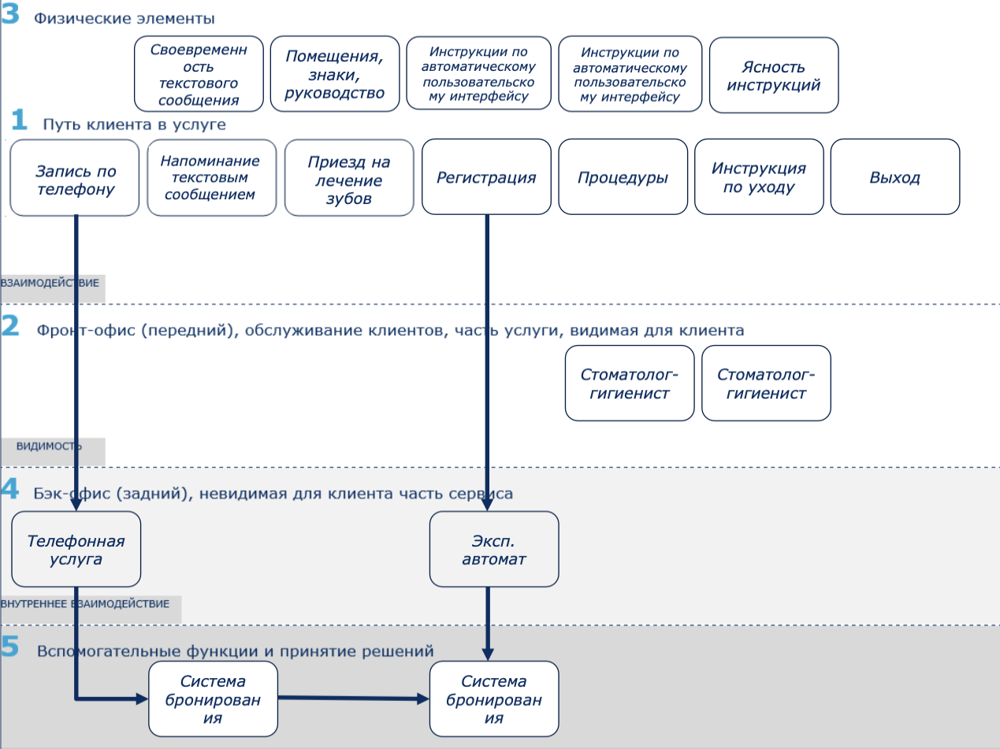 3 Физические элементы
Своевременн
ость
текстового
сообщения
Помещения,
знаки,
руководство
Инструкции по
автоматическому
пользовательско
му интерфейсу
Инструкции по
автоматическому
пользовательско
му интерфейсу
Ясность
инструкций
1 Путь клиента в услуге
Запись по
телефону
Напоминание
текстовым
сообщением
Приезд на
лечение
зубов
Регистрация
Процедуры
Инструкция
по уходу
Выход
ВЗАИМОДЕЙСТВИЕ
2 Фронт-офис (передний), обслуживание клиентов, часть услуги, видимая для клиента
Стоматолог-
гигиенист
Стоматолог-
гигиенист
ВИДИМОСТЬ
4 Бэк-офис (задний), невидимая для клиента часть сервиса
Телефонная
услуга
Эксп.
автомат
ВНУТРЕННЕЕ ВЗАИМОДЕЙСТВИЕ
5 Вспомогательные функции и принятие решений
Система
бронирован
ия
Система
бронирован
ия